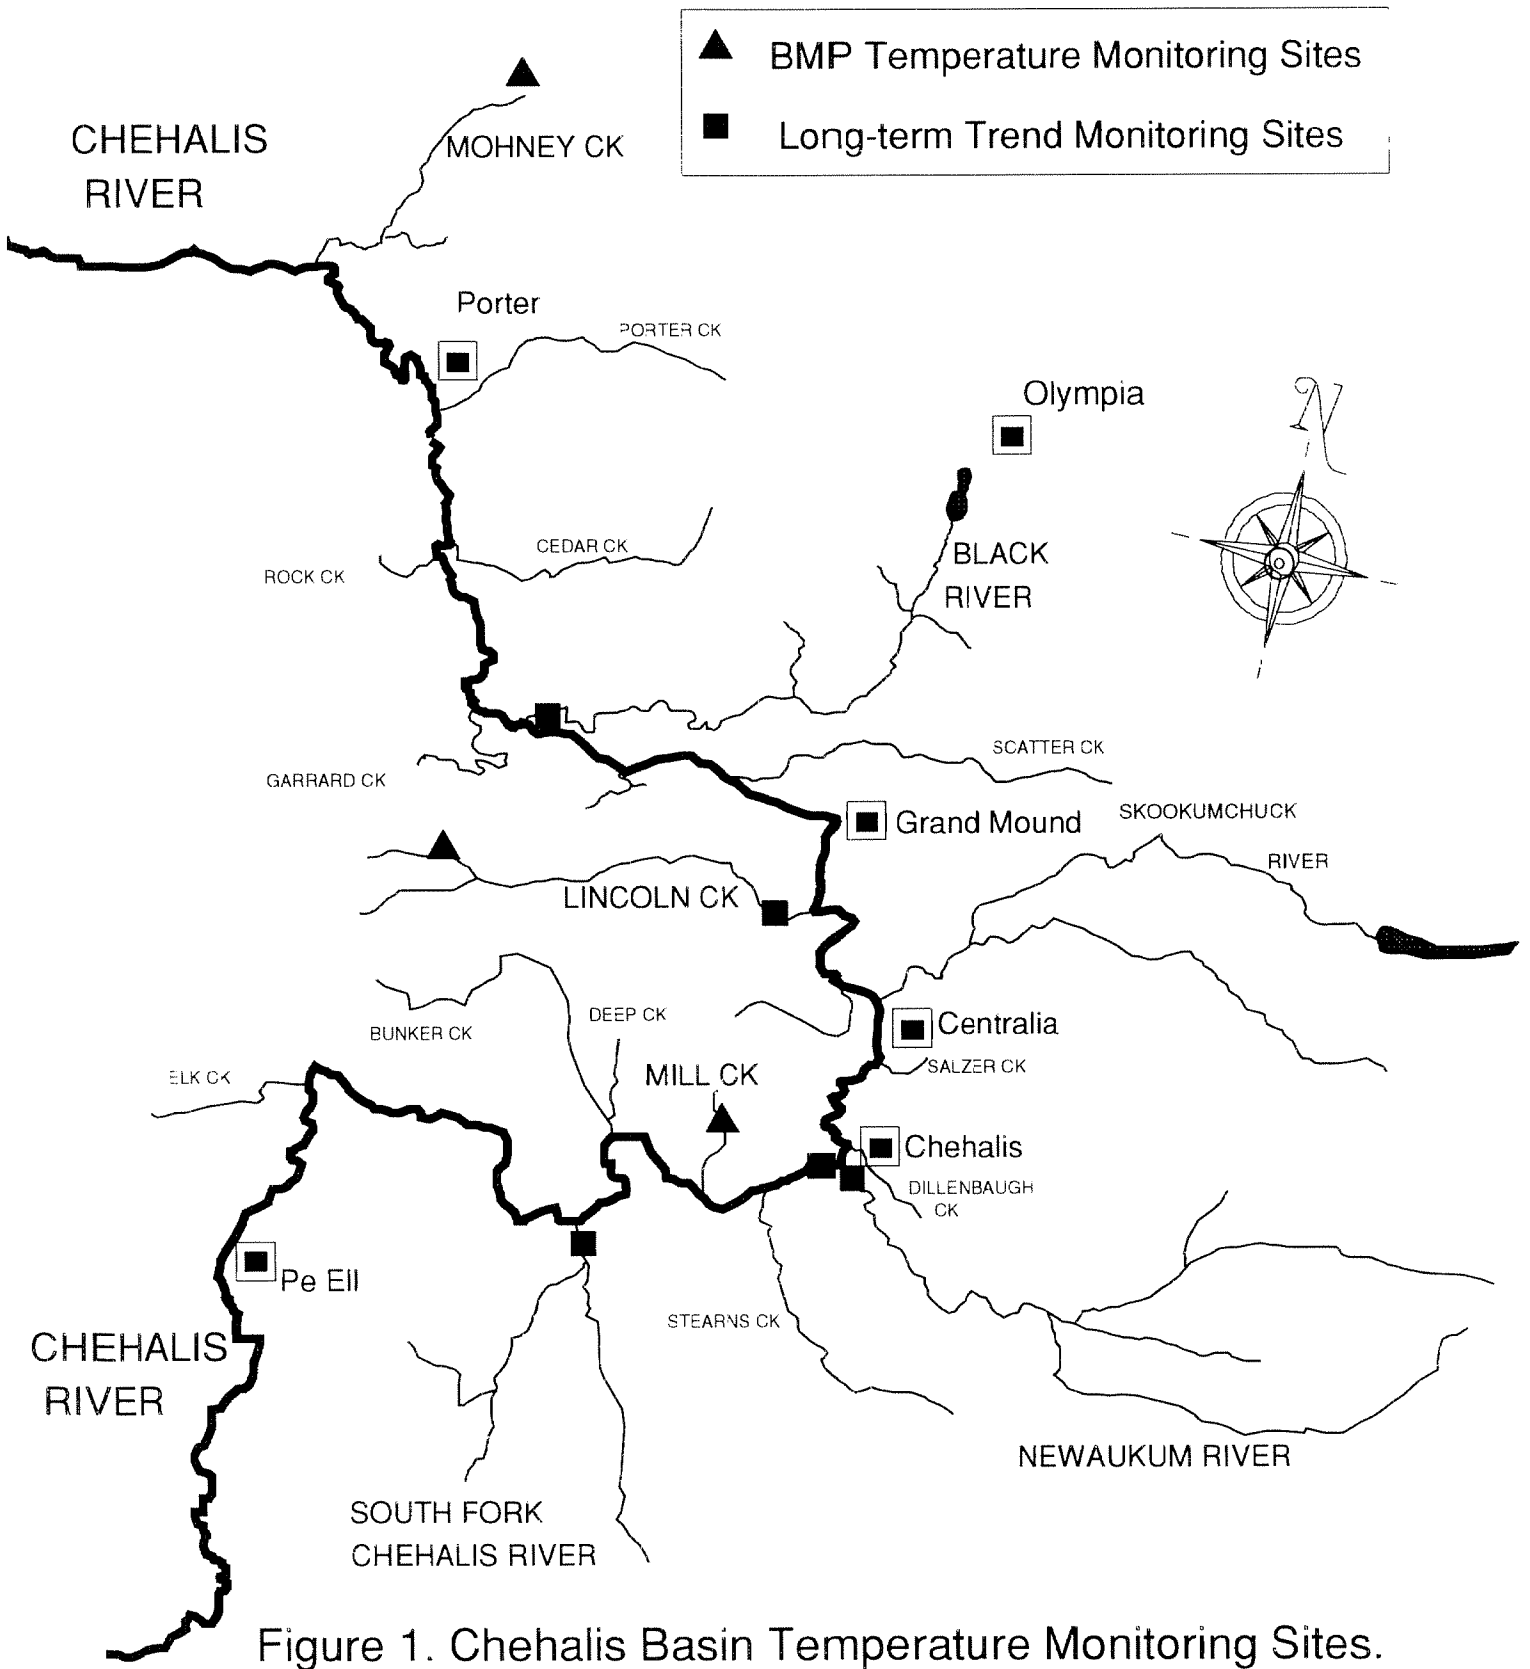 BMP Temperature Monitoring Sites
Long-term Trend Monitoring Sites
MOHNEY CK
CHEHALIS
RIVER
Porter
PORTER CK
Olympia
N
CEDAR CK
BLACK
RIVER
ROCK CK
SCATTER CK
GARRARD CK
Grand Mound
SKOOKUMCHUCK
RIVER
LINCOLN CK
BUNKER CK
DEEP CK
Centralia
ELK CK
MILL CK
SALZER CK
Chehalis
DILLENBAUGH
CK
Pe Ell
STEARNS CK
CHEHALIS
RIVER
NEWAUKUM RIVER
SOUTH FORK
CHEHALIS RIVER
Figure 1. Chehalis Basin Temperature Monitoring Sites.